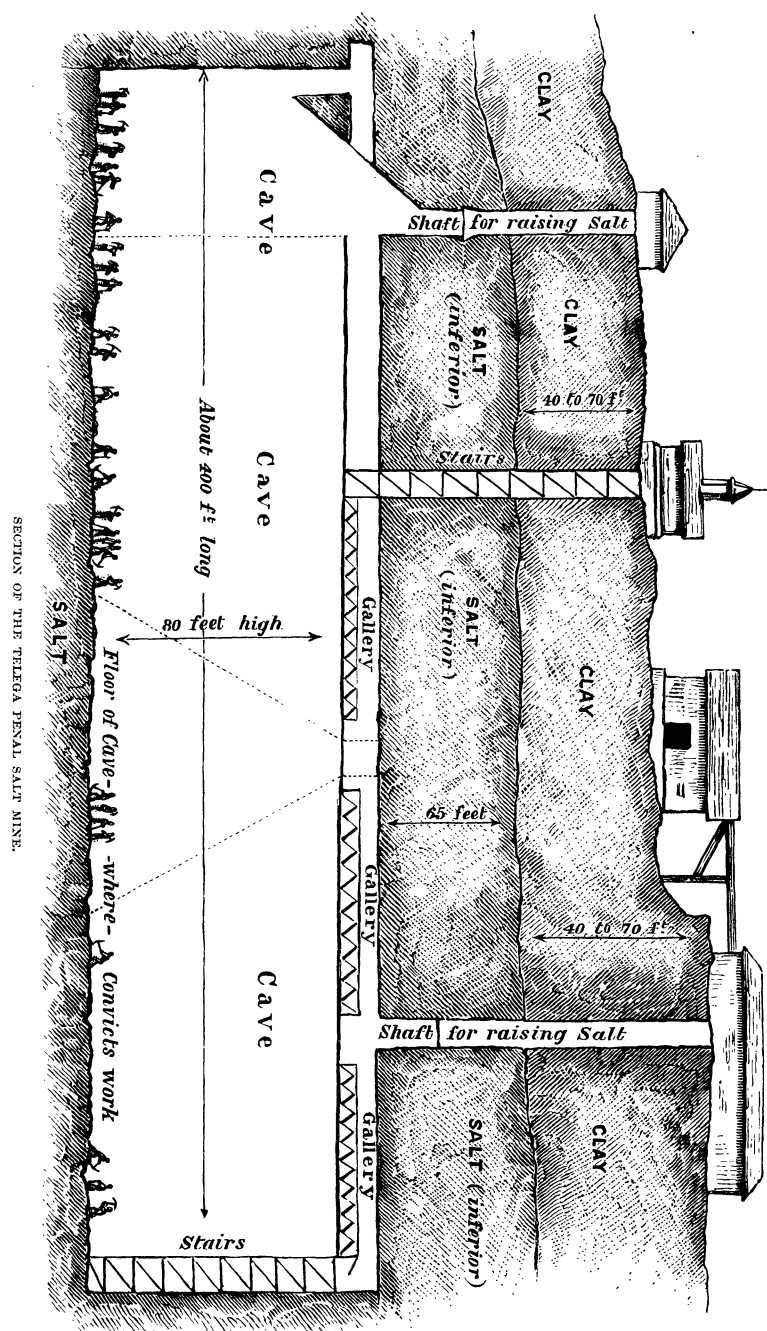 CLAY
Shaft for raising Salt
CLAY
40 to 70 fᵗ
SALT
(inferior)
Stairs
CLAY
SALT
(inferior)
65 feet
40 to 70 fᵗ
Shaft for raising Salt
CLAY
SALT (inferior)
Gallery
Gallery
Gallery
Cave
Cave
Cave
About 400 fᵗ long
80 feet high
Stairs
Floor of Cave- -where- Convicts work
SALT
SECTION OF THE TELEGA PENAL SALT MINE.